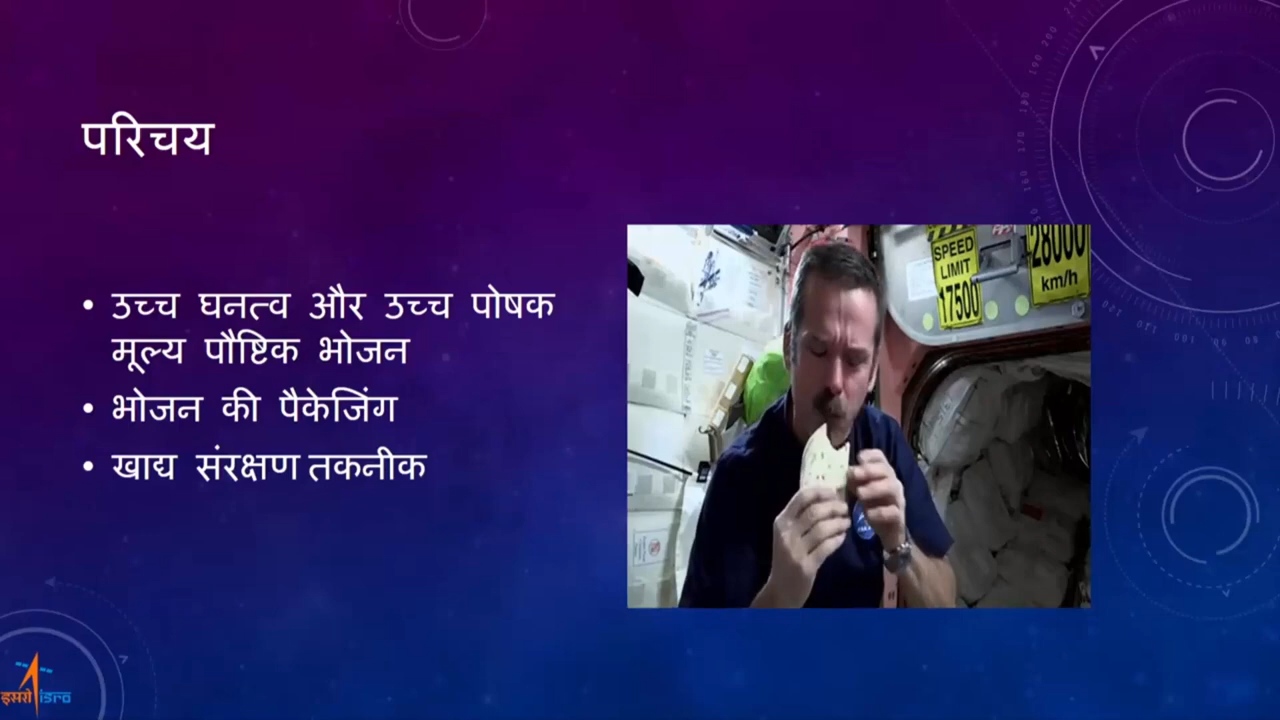 परिचय
• उच्च घनत्व और उच्च पोषक
मूल्य पौष्टिक भोजन
• भोजन की पैकेजिंग
• खाद्य संरक्षण तकनीक
SPEED
LIMIT
17500
28000
km/h
इसरो isro